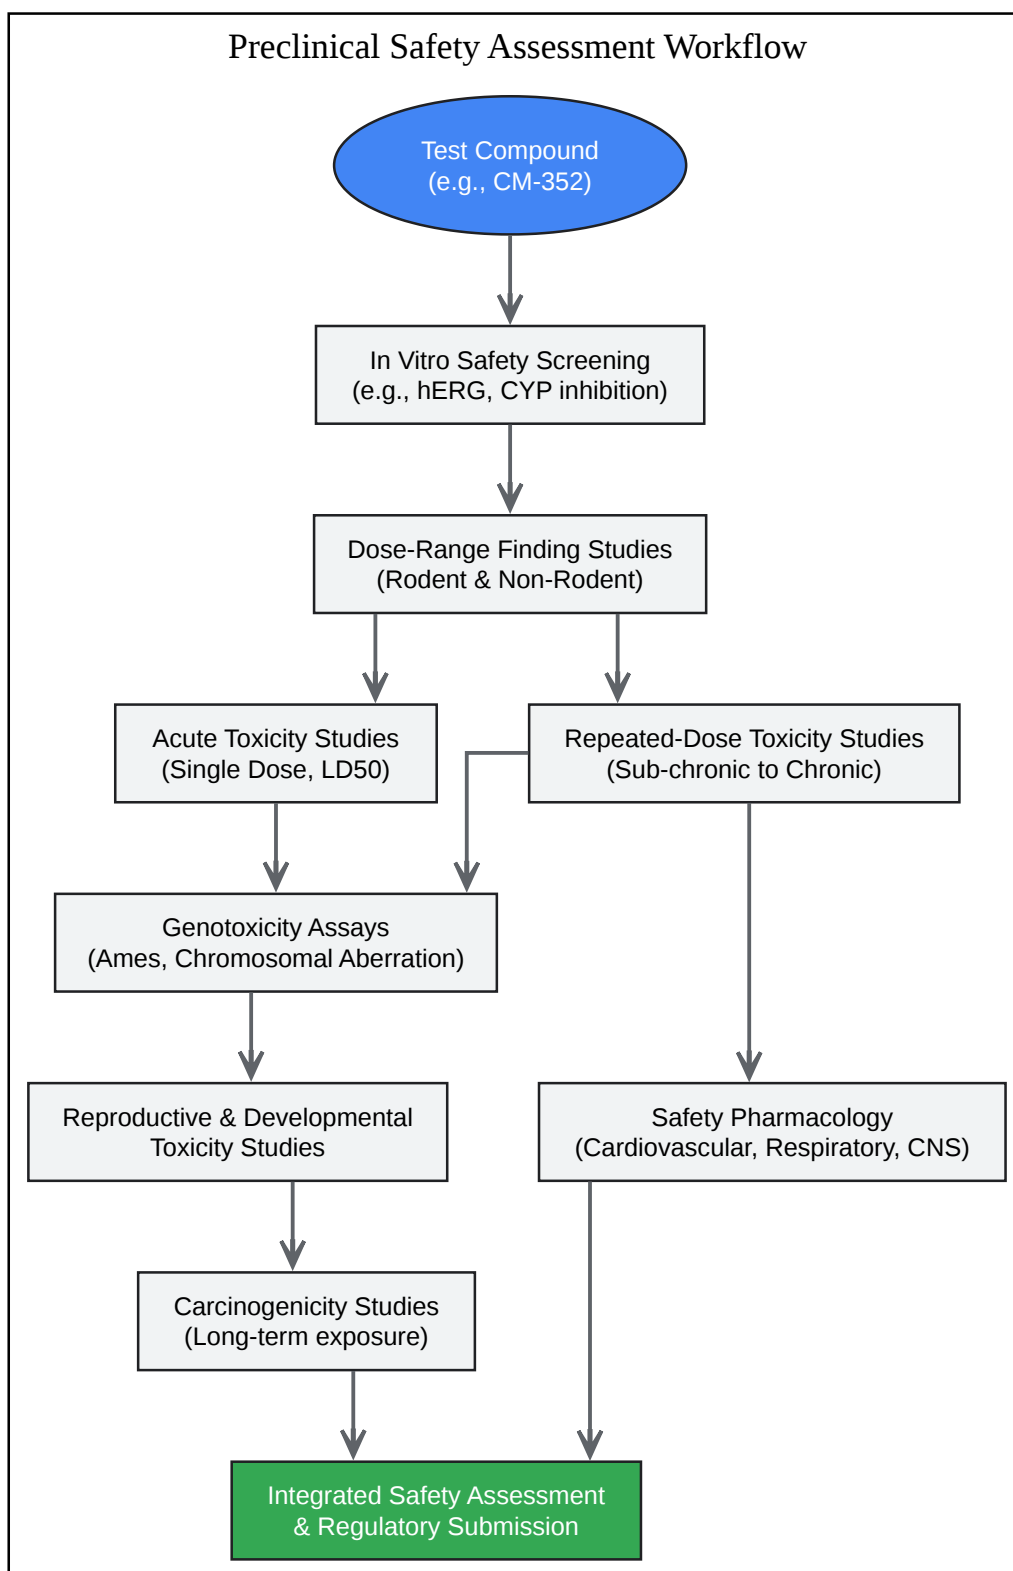 Preclinical Safety Assessment Workflow
Test Compound
(e.g., CM-352)
In Vitro Safety Screening
(e.g., hERG, CYP inhibition)
Dose-Range Finding Studies
(Rodent & Non-Rodent)
Acute Toxicity Studies
(Single Dose, LD50)
Repeated-Dose Toxicity Studies
(Sub-chronic to Chronic)
Genotoxicity Assays
(Ames, Chromosomal Aberration)
Reproductive & Developmental
Toxicity Studies
Safety Pharmacology
(Cardiovascular, Respiratory, CNS)
Carcinogenicity Studies
(Long-term exposure)
Integrated Safety Assessment
& Regulatory Submission